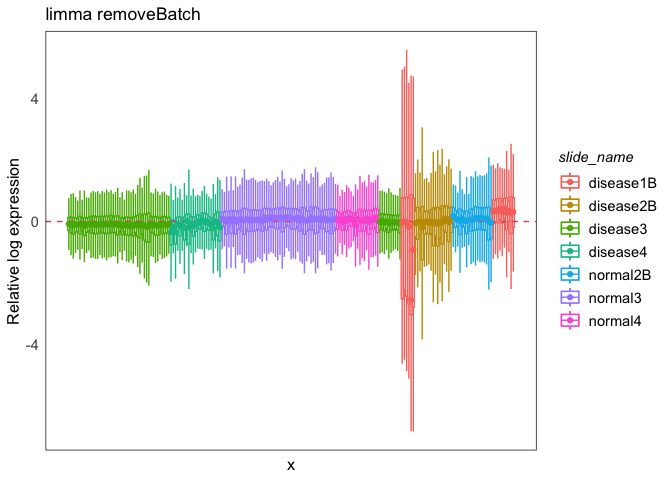 limma removeBatch
Relative log expression
4
0
-4
x
slide_name
disease1B
disease2B
disease3
disease4
normal2B
normal3
normal4